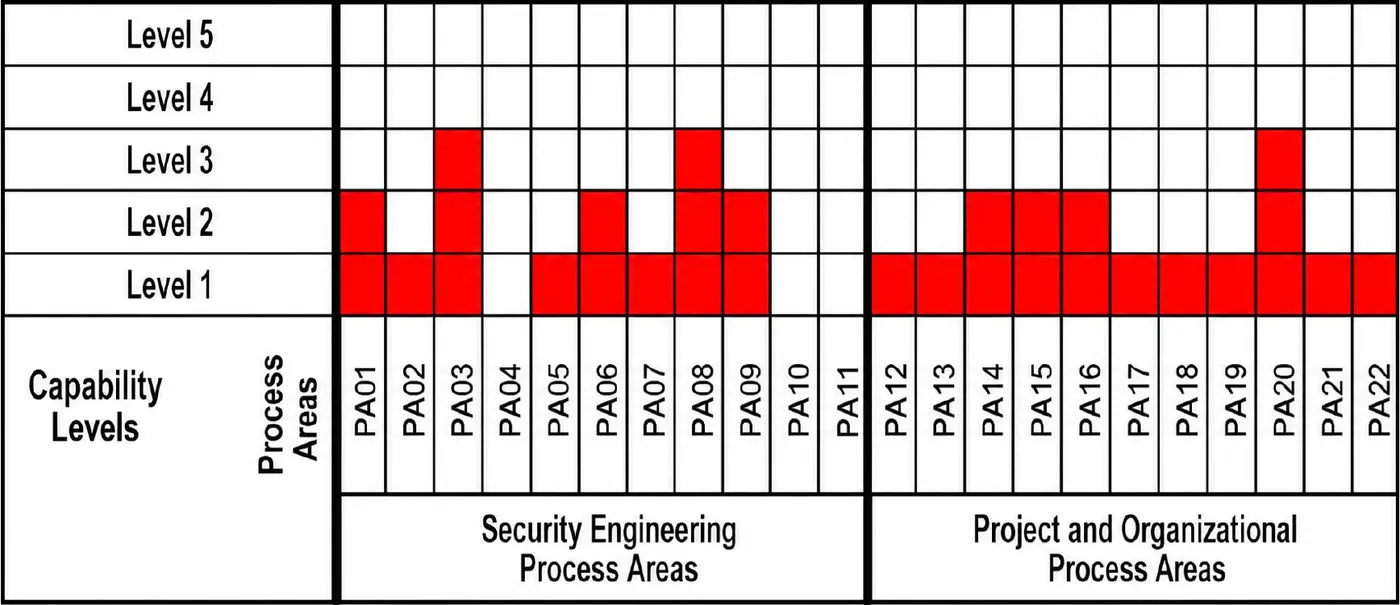 Level 5
Level 4
Level 3
Level 2
Level 1
Capability
Levels
Process
Areas
PA01
PA02
PA03
PA04
PA05
PA06
PA07
PA08
PA09
PA10
PA11
PA12
PA13
PA14
PA15
PA16
PA17
PA18
PA19
PA20
PA21
PA22
Security Engineering
Process Areas
Project and Organizational
Process Areas